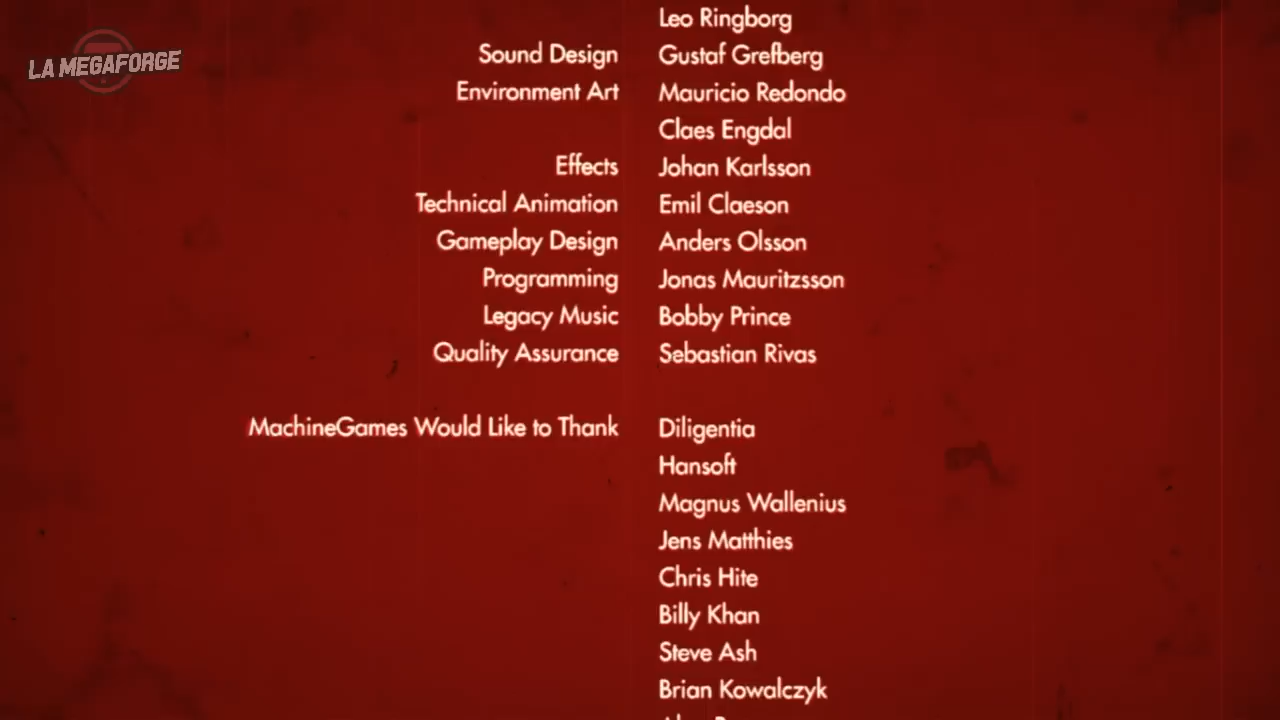 LA MEGAFORGE
Leo Ringborg
Sound Design Gustaf Grefberg
Environment Art Mauricio Redondo
Claes Engdal
Effects Johan Karlsson
Technical Animation Emil Claeson
Gameplay Design Anders Olsson
Programming Jonas Mauritzsson
Legacy Music Bobby Prince
Quality Assurance Sebastian Rivas
MachineGames Would Like to Thank Diligentia
Hansoft
Magnus Wallenius
Jens Matthies
Chris Hite
Billy Khan
Steve Ash
Brian Kowalczyk